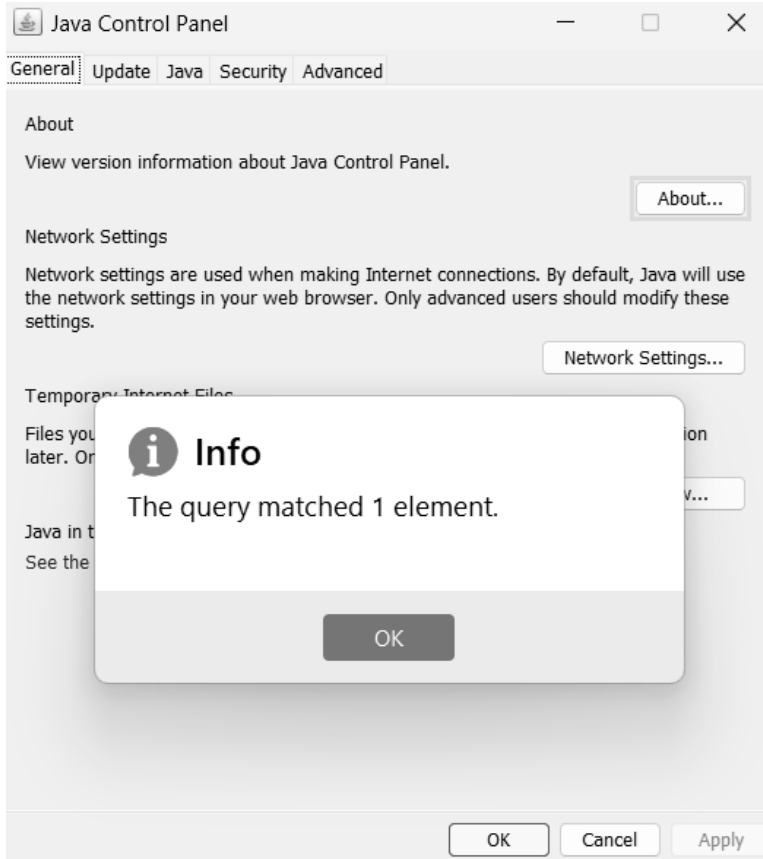 Java Control Panel
General Update Java Security Advanced
About
View version information about Java Control Panel.
About...
Network Settings
Network settings are used when making Internet connections. By default, Java will use
the network settings in your web browser. Only advanced users should modify these
settings.
Network Settings...
Temporary Internet Files
Files you
later. Or
Info
The query matched 1 element.
Java in t
See the
OK
OK Cancel Apply